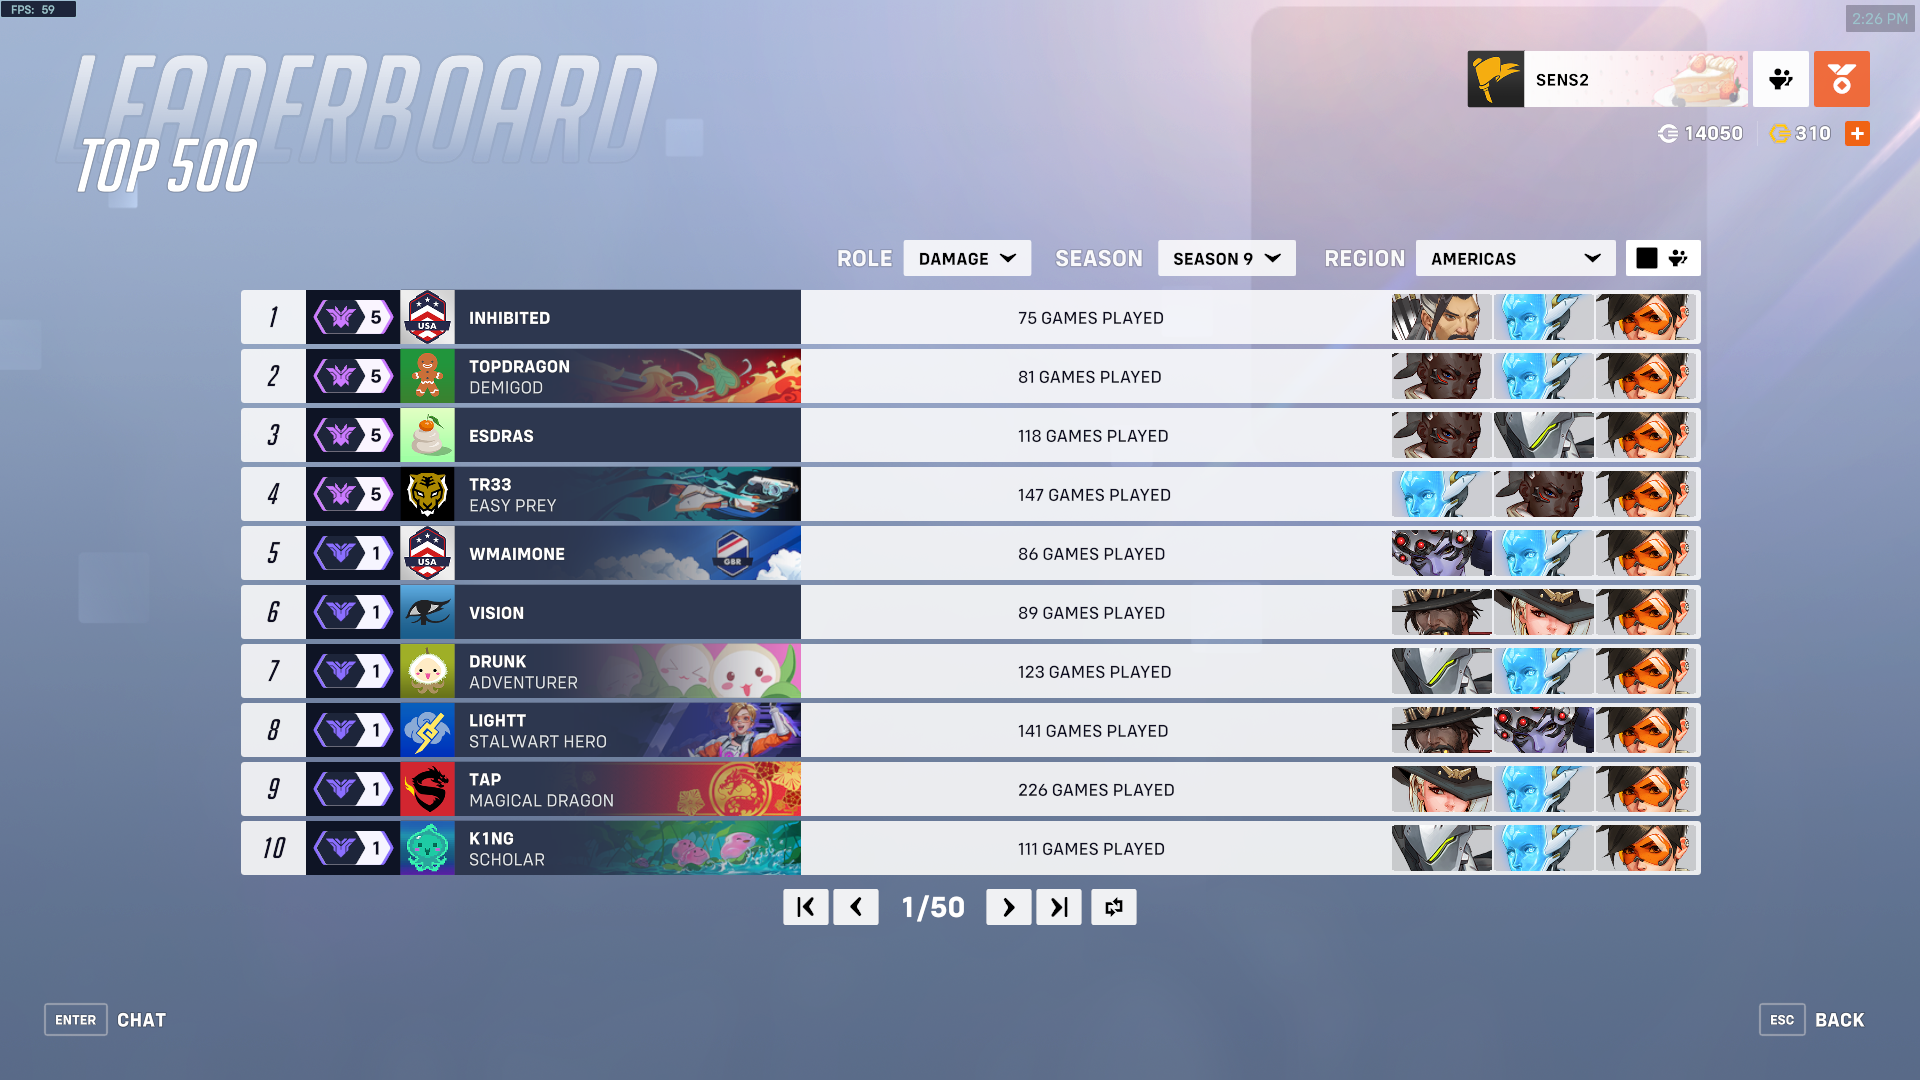 FPS: 59
2:26 PM
LEADERBOARD
TOP 500
SENS2
14050 310
ROLE DAMAGE SEASON SEASON 9 REGION AMERICAS
1 5 USA INHIBITED 75 GAMES PLAYED
2 5 TOPDRAGON DEMIGOD 81 GAMES PLAYED
3 5 ESDRAS 118 GAMES PLAYED
4 5 TR33 EASY PREY 147 GAMES PLAYED
5 1 USA WMAIMONE GBR 86 GAMES PLAYED
6 1 VISION 89 GAMES PLAYED
7 1 DRUNK ADVENTURER 123 GAMES PLAYED
8 1 LIGHTT STALWART HERO 141 GAMES PLAYED
9 1 TAP MAGICAL DRAGON 226 GAMES PLAYED
10 1 K1NG SCHOLAR 111 GAMES PLAYED
1/50
ENTER CHAT
ESC BACK